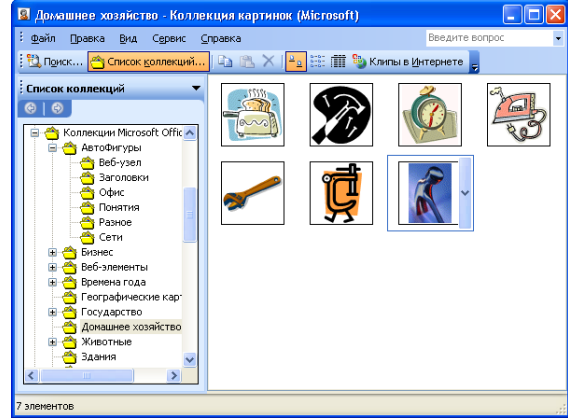 Домашнее хозяйство - Коллекция картинок (Microsoft)
Файл Правка Вид Сервис Справка Введите вопрос
Поиск... Список коллекций... Клипы в Интернете
Список коллекций
Коллекции Microsoft Offic
АвтоФигуры
Веб-узел
Заголовки
Офис
Понятия
Разное
Сети
Бизнес
Веб-элементы
Времена года
Географические кар
Государство
Домашнее хозяйство
Животные
Здания
7 элементов